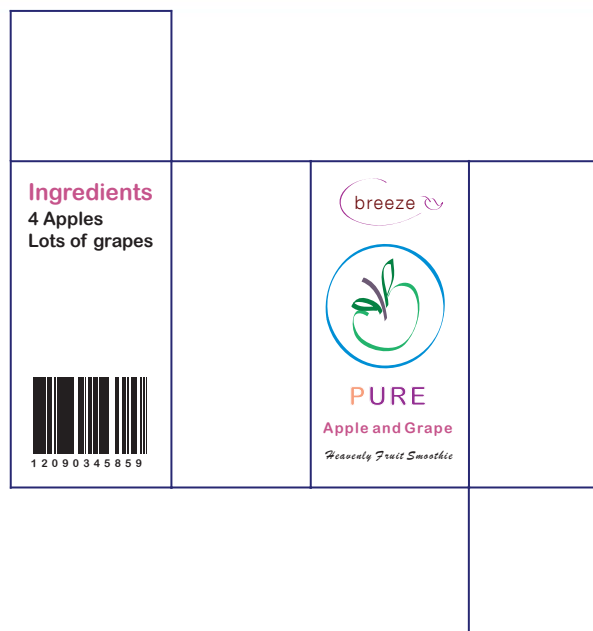 Ingredients
4 Apples
Lots of grapes
12090345859
breeze
PURE
Apple and Grape
Heavenly Fruit Smoothie